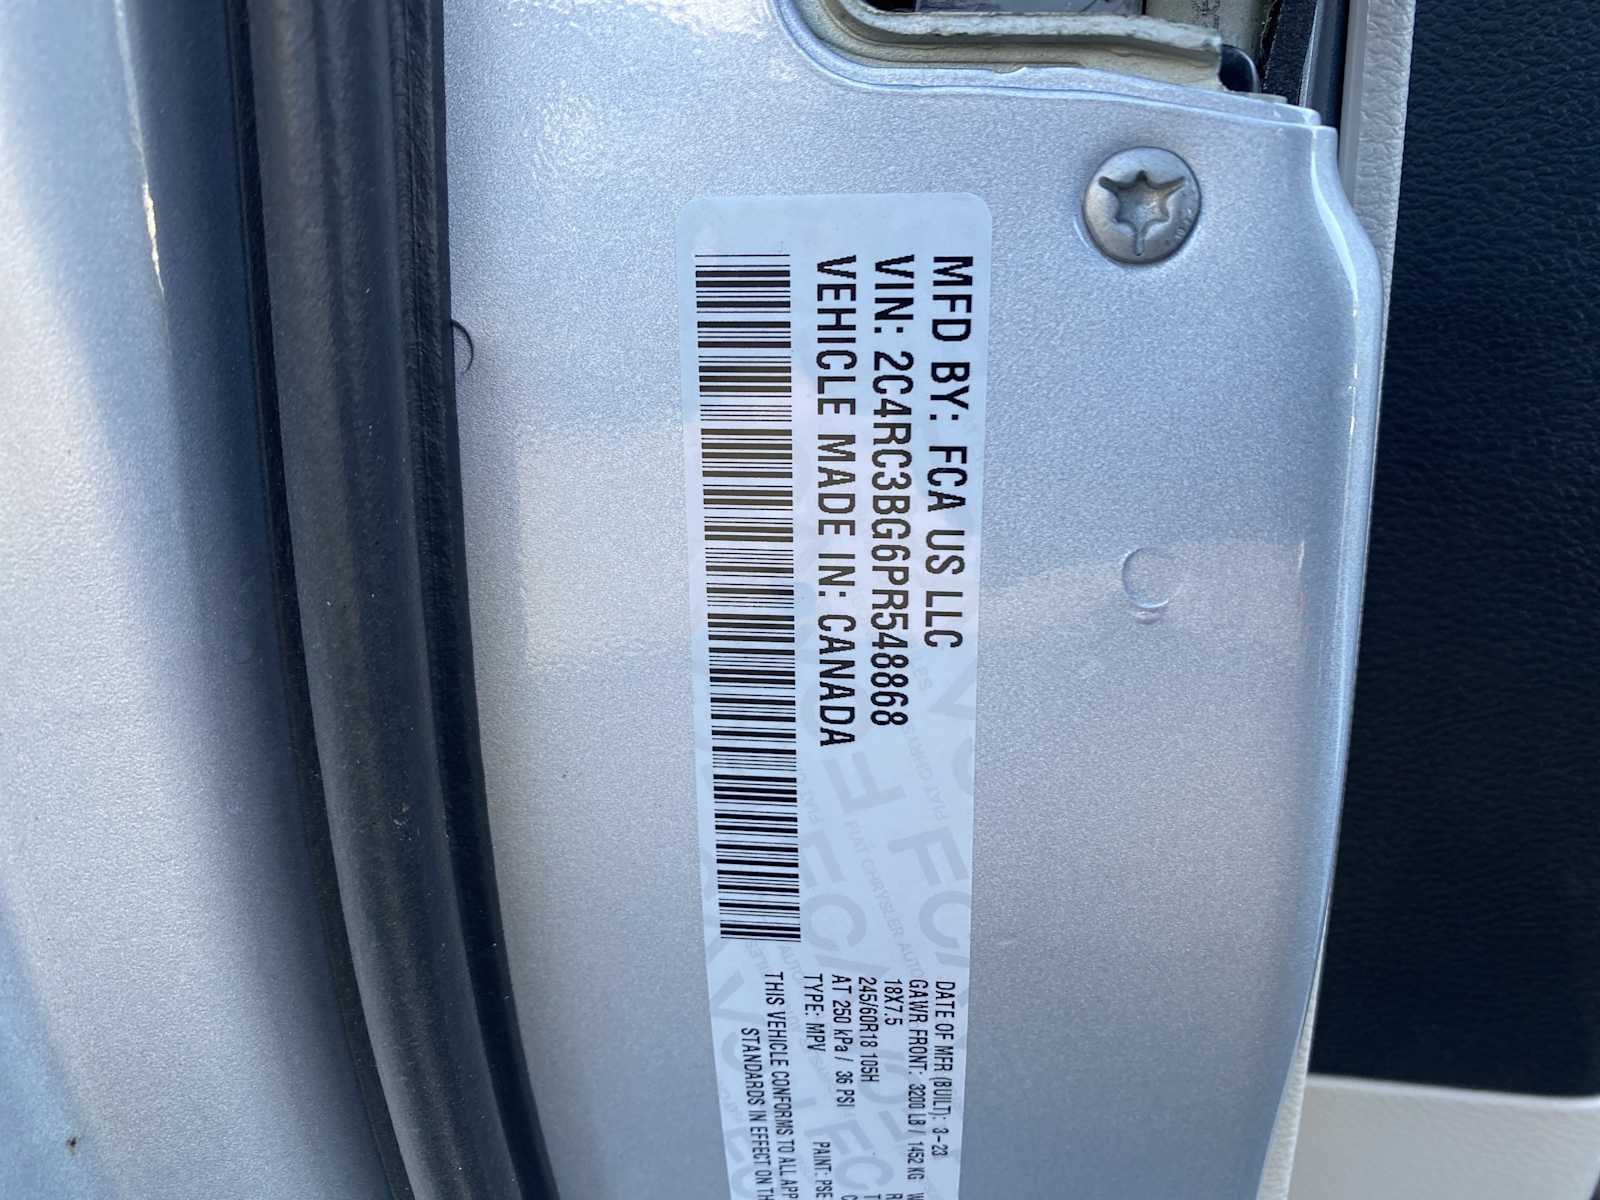 MFD BY: FCA US LLC
VIN: 2C4RC3BG6PR548868
VEHICLE MADE IN: CANADA
DATE OF MFR (BUILT): 3-23
GAWR FRONT: 3200 LB / 1452 KG W
18X7.5
245/60R18 105H
AT 250 kPa / 36 PSI
TYPE: MPV PAINT: PSE
THIS VEHICLE CONFORMS TO ALL APP
STANDARDS IN EFFECT ON TH